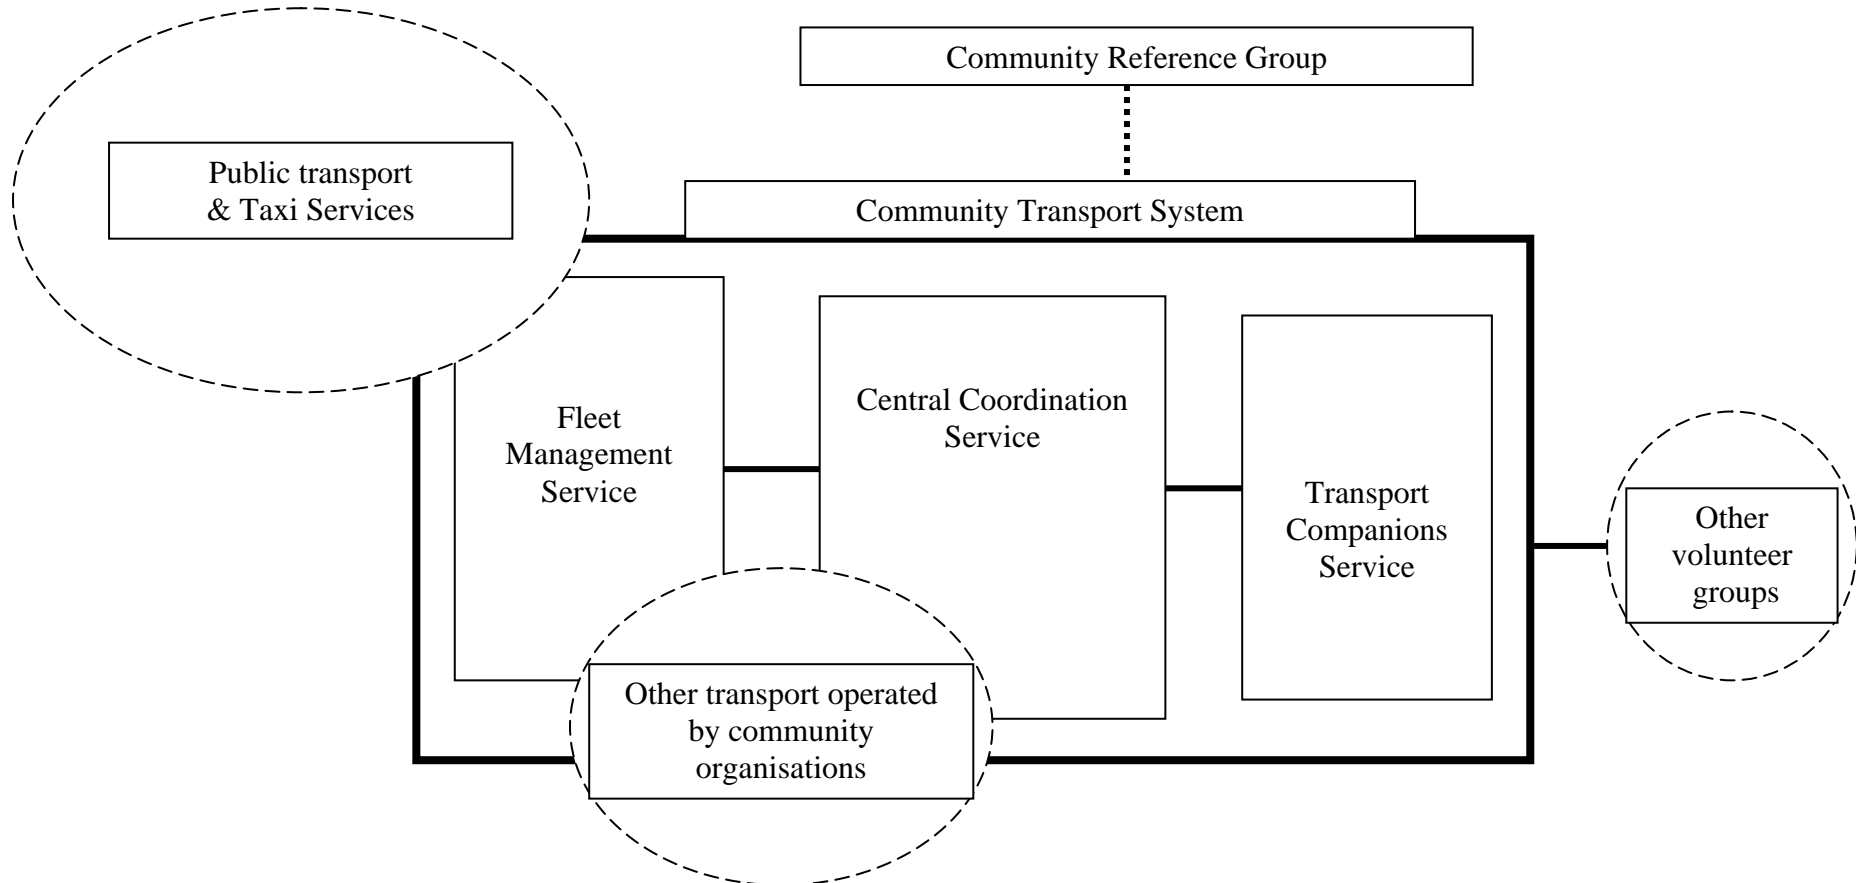 Community Reference Group
Public transport
& Taxi Services
Community Transport System
Fleet
Management
Service
Central Coordination
Service
Transport
Companions
Service
Other
volunteer
groups
Other transport operated
by community
organisations